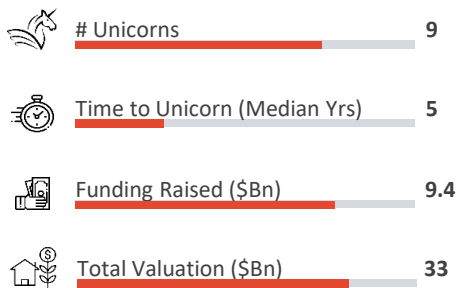 # Unicorns 9
Time to Unicorn (Median Yrs) 5
Funding Raised ($Bn) 9.4
$
Total Valuation ($Bn) 33